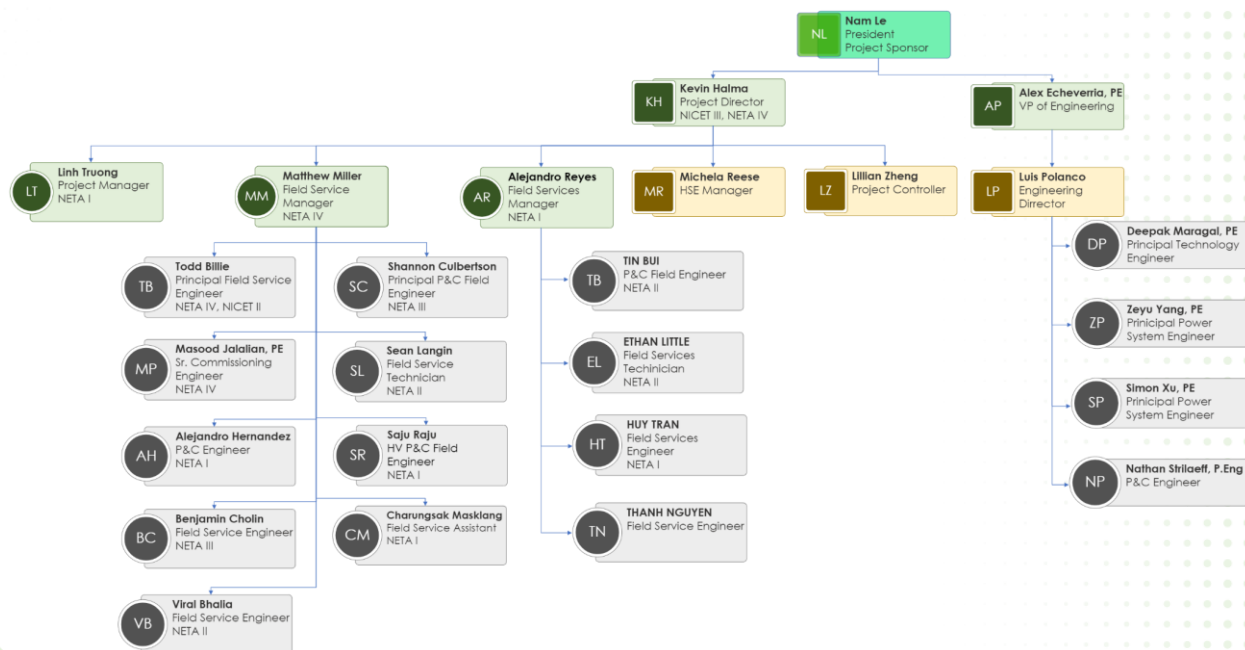 NL
Nam Le
President
Project Sponsor
KH
Kevin Halma
Project Director
NICET III, NETA IV
AP
Alex Echeverria, PE
VP of Engineering
LT
Linh Truong
Project Manager
NETA I
MM
Matthew Miller
Field Service
Manager
NETA IV
AR
Alejandro Reyes
Field Services
Manager
NETA I
MR
Michela Reese
HSE Manager
LZ
Lillian Zheng
Project Controller
LP
Luis Polanco
Engineering
Dirrector
TB
Todd Billie
Principal Field Service
Engineer
NETA IV, NICET II
SC
Shannon Culbertson
Principal P&C Field
Engineer
NETA III
TB
TIN BUI
P&C Field Engineer
NETA II
DP
Deepak Maragal, PE
Principal Technology
Engineer
MP
Masood Jalalian, PE
Sr. Commissioning
Engineer
NETA IV
SL
Sean Langin
Field Service
Technician
NETA II
EL
ETHAN LITTLE
Field Services
Techinician
NETA II
ZP
Zeyu Yang, PE
Prinicipal Power
System Engineer
AH
Alejandro Hernandez
P&C Engineer
NETA I
SR
Saju Raju
HV P&C Field
Engineer
NETA I
HT
HUY TRAN
Field Services
Engineer
NETA I
SP
Simon Xu, PE
Prinicipal Power
System Engineer
BC
Benjamin Cholin
Field Service Engineer
NETA III
CM
Charungsak Masklang
Field Service Assistant
NETA I
TN
THANH NGUYEN
Field Service Engineer
NP
Nathan Strilaeff, P.Eng
P&C Engineer
VB
Viral Bhalia
Field Service Engineer
NETA II